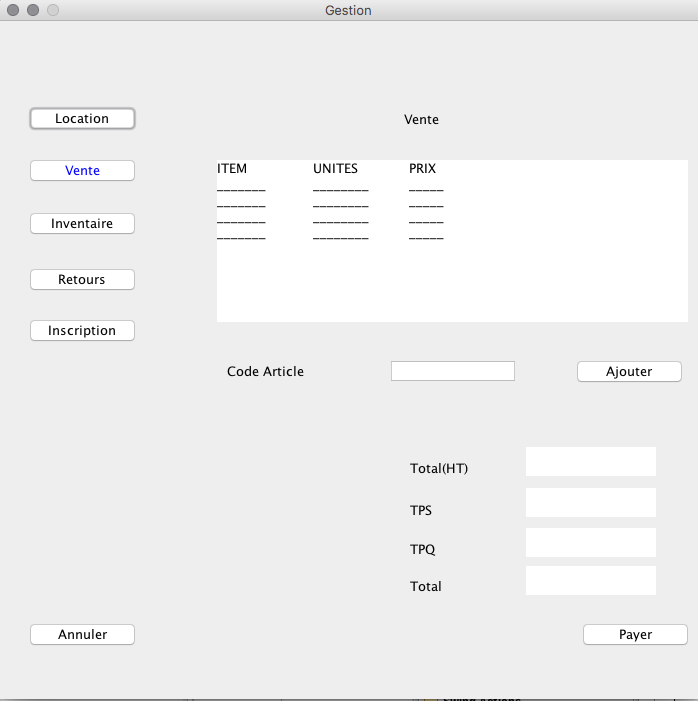 Gestion
Location
Vente
Vente
ITEM UNITES PRIX
_______ ________ _____
_______ ________ _____
_______ ________ _____
_______ ________ _____
Inventaire
Retours
Inscription
Code Article
Ajouter
Total(HT)
TPS
TPQ
Total
Annuler
Payer